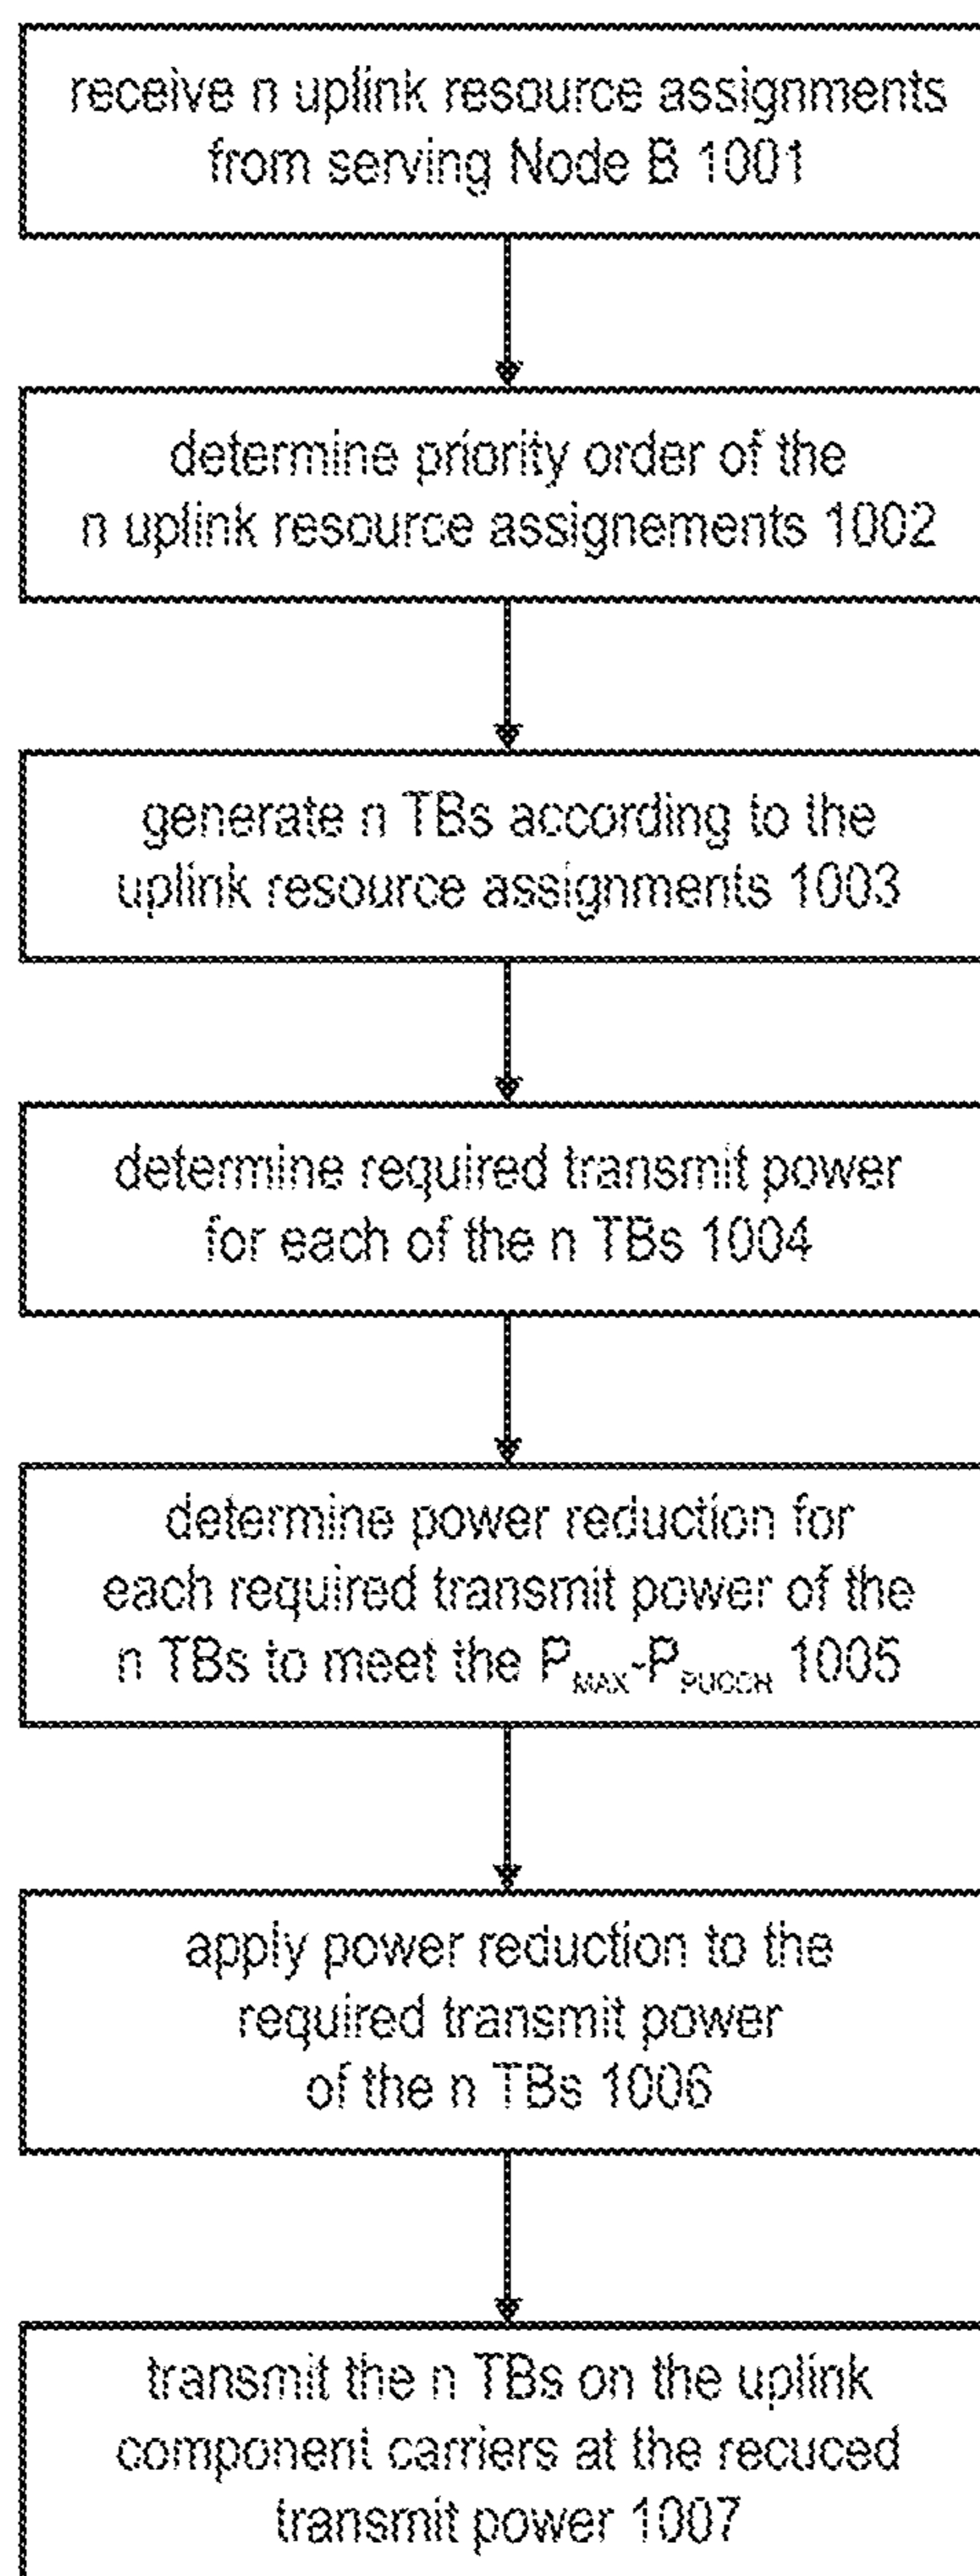 receive n uplink resource assignments
from serving Node B 1001
determine priority order of the
n uplink resource assignements 1002
generate n TBs according to the
uplink resource assignments 1003
determine required transmit power
for each of the n TBs 1004
determine power reduction for
each required transmit power of the
n TBs to meet the P_MAX-P_PUCCH 1005
apply power reduction to the
required transmit power
of the n TBs 1006
transmit the n TBs on the uplink
component carriers at the recuced
transmit power 1007